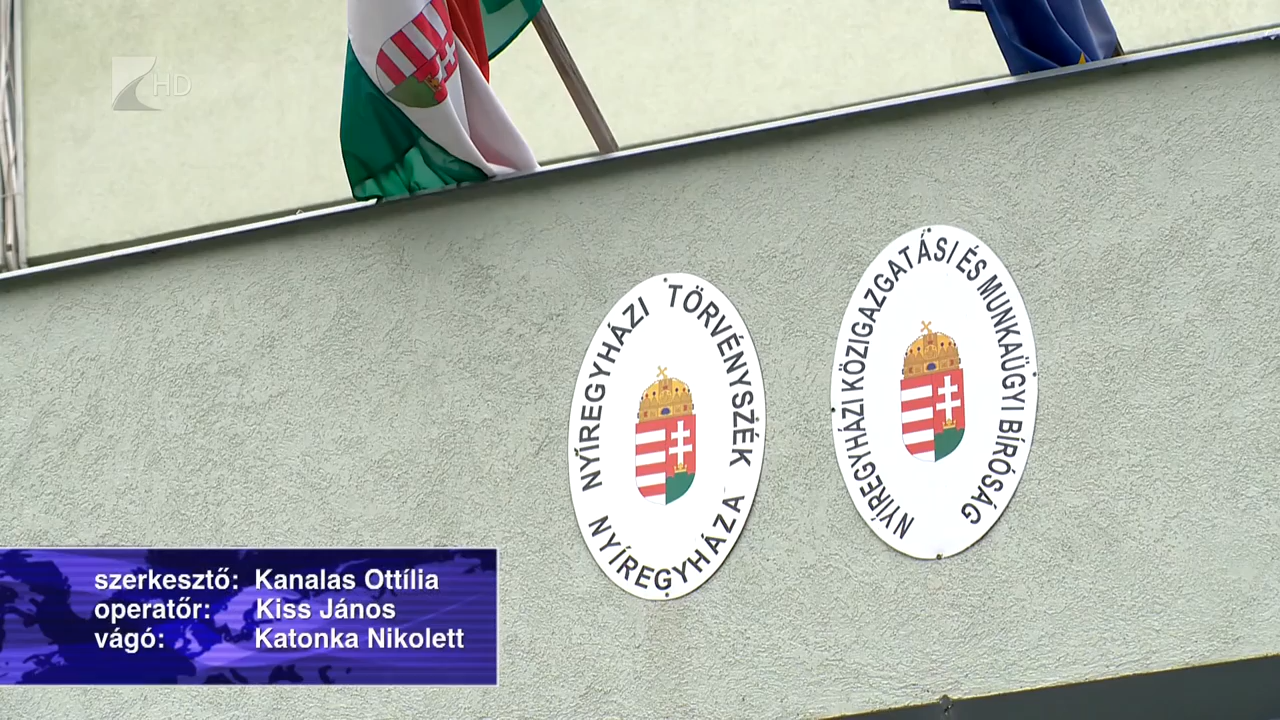 HD
NYÍREGYHÁZI TÖRVÉNYSZÉK
NYÍREGYHÁZA
NYÍREGYHÁZI KÖZIGAZGATÁSI ÉS MUNKAÜGYI BÍRÓSÁG
szerkesztő: Kanalas Ottília
operatőr: Kiss János
vágó: Katonka Nikolett